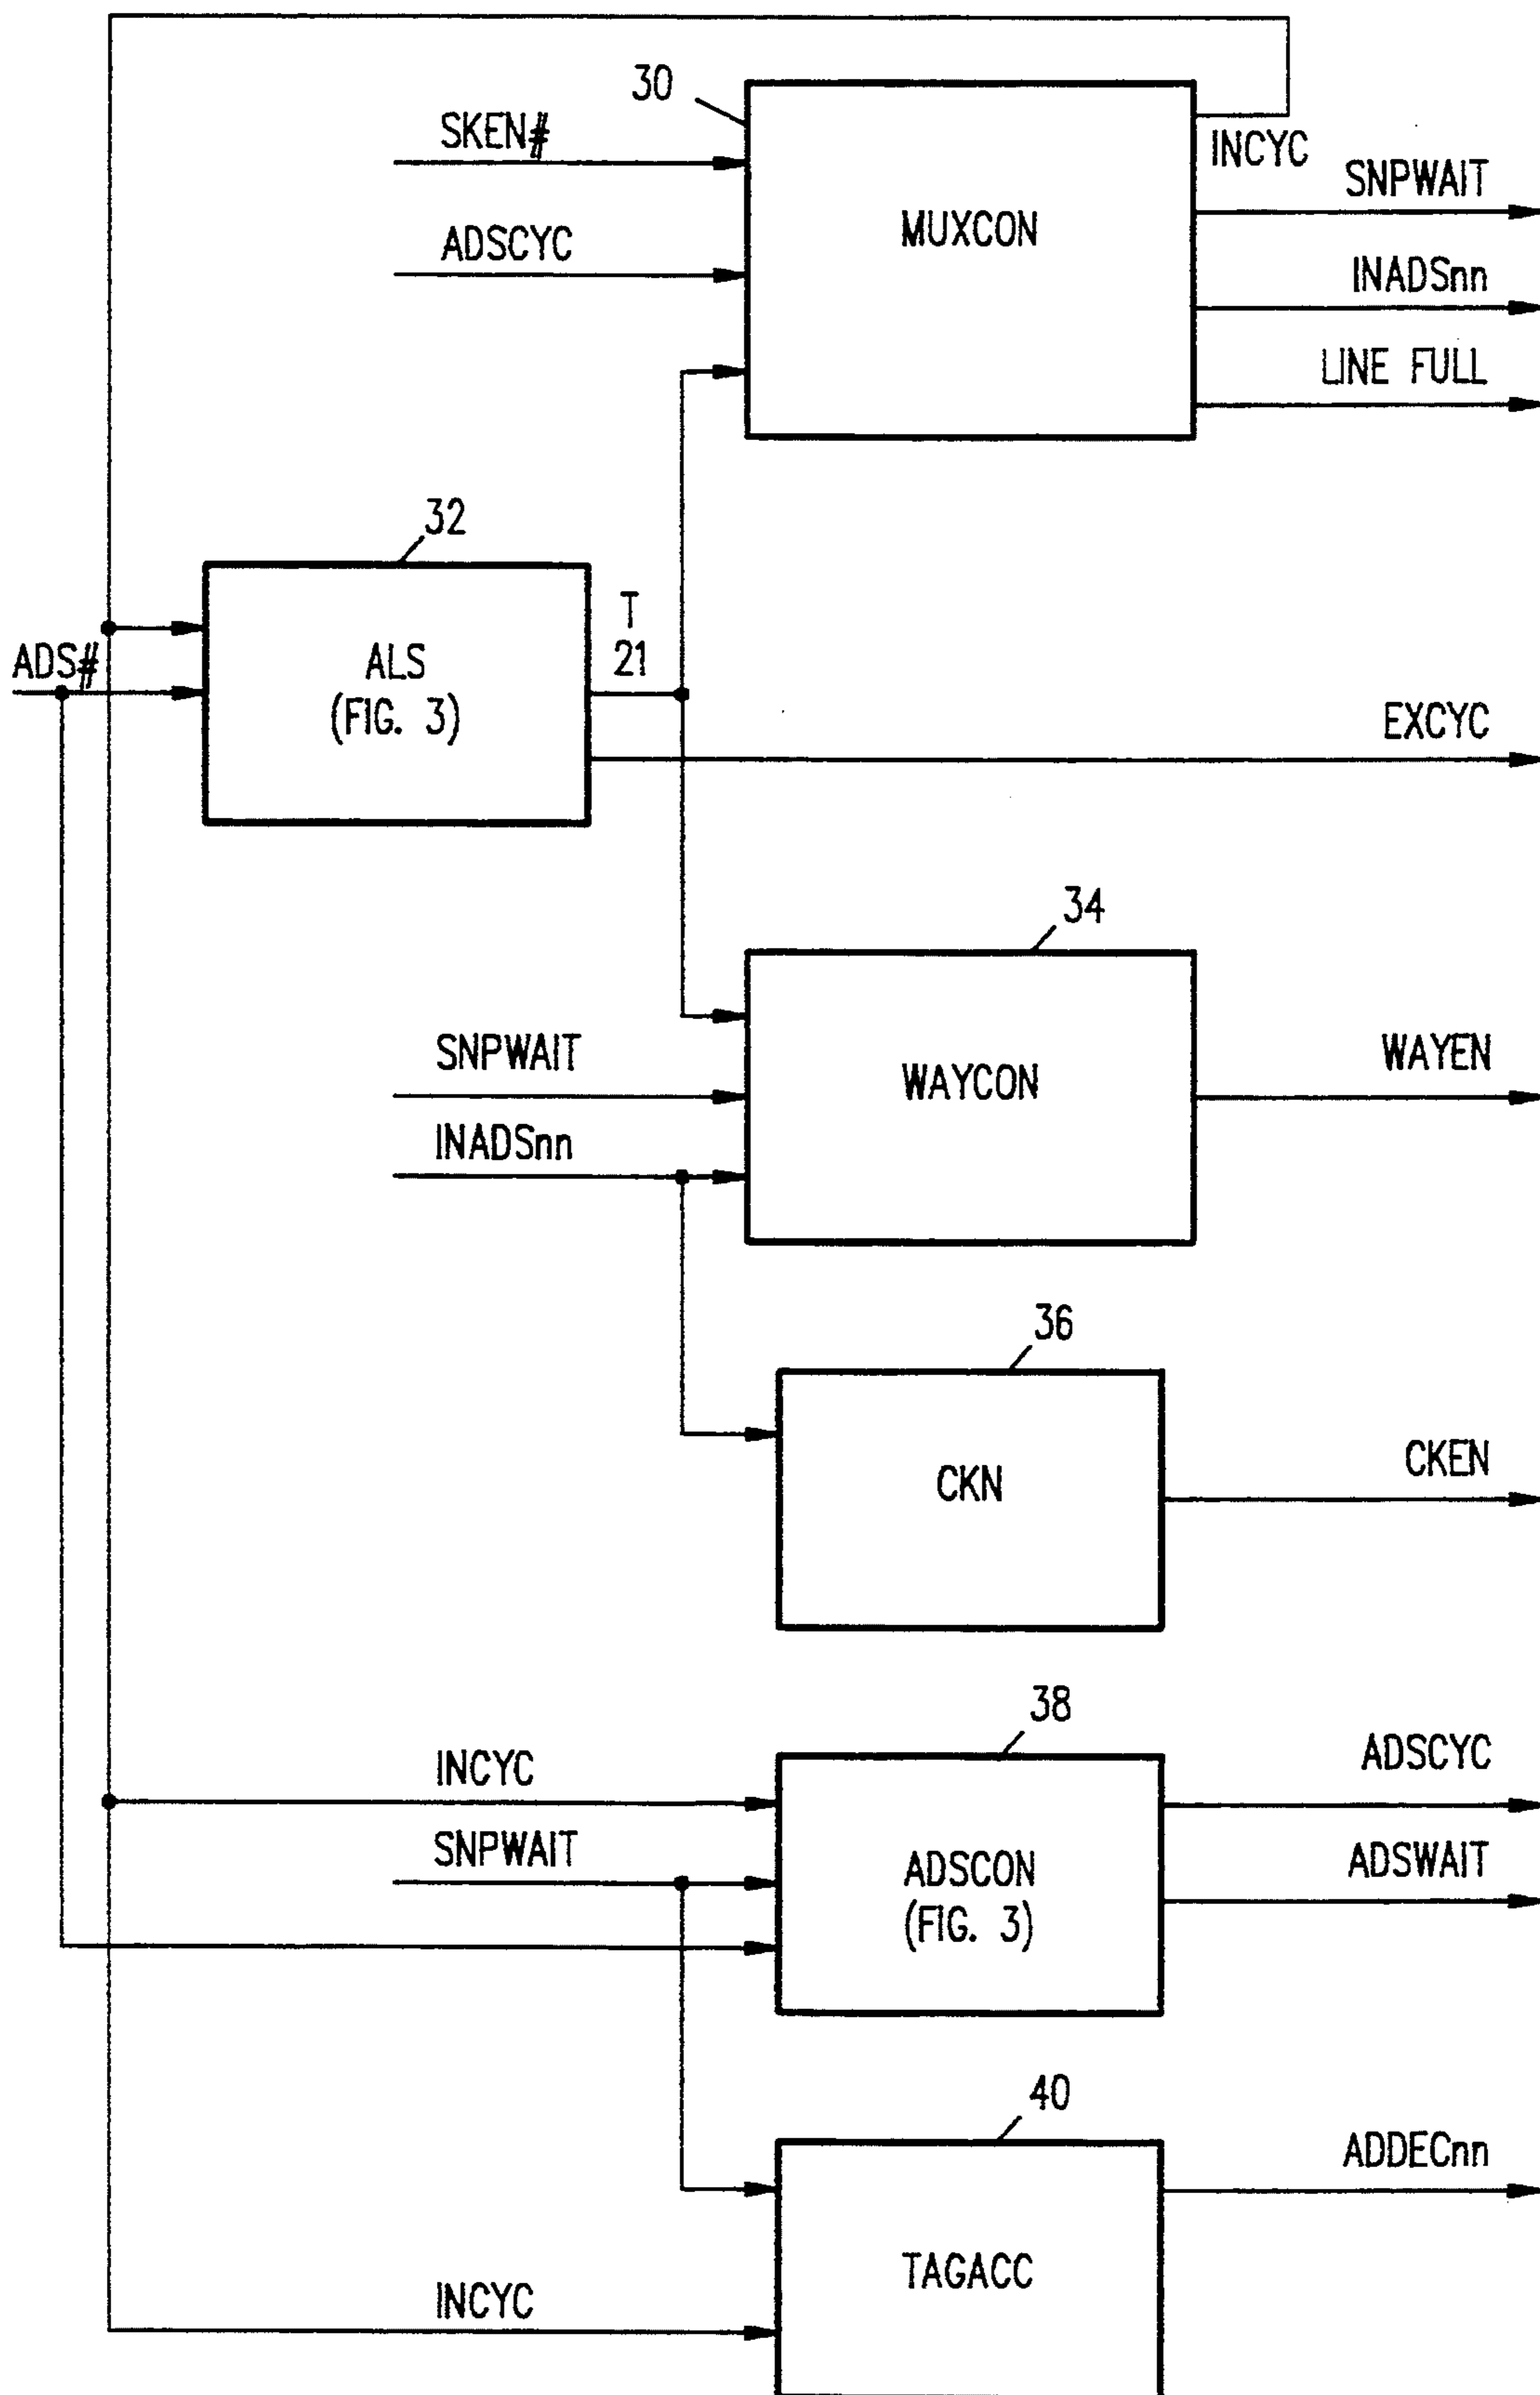 30
SKEN#
INCYC
SNPWAIT
ADSCYC
MUXCON
INADSnn
LINE FULL
32
T
21
ADS#
ALS
(FIG. 3)
EXCYC
34
SNPWAIT
WAYCON
WAYEN
INADSnn
36
CKN
CKEN
38
INCYC
ADSCYC
SNPWAIT
ADSCON
(FIG. 3)
ADSWAIT
40
ADDECnn
TAGACC
INCYC